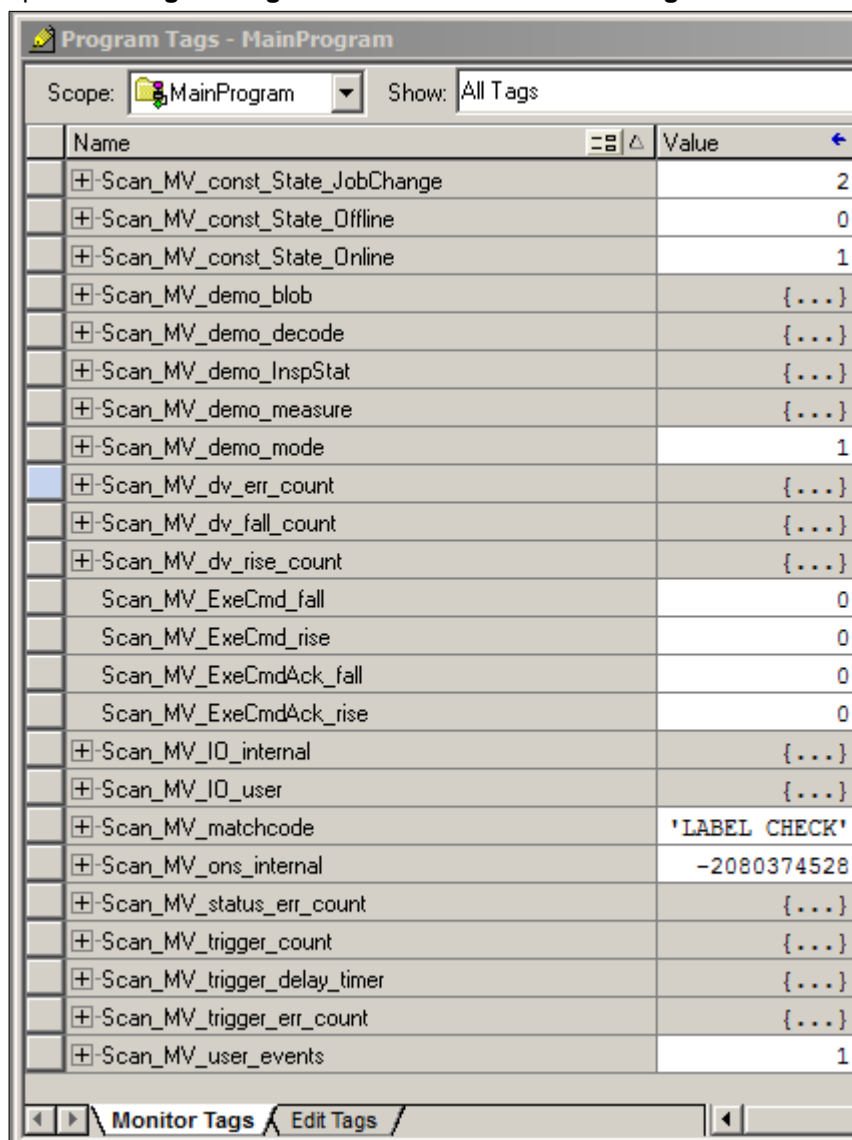 Program Tags - MainProgram
Scope: MainProgram Show: All Tags
Name Value
Scan_MV_const_State_JobChange 2
Scan_MV_const_State_Offline 0
Scan_MV_const_State_Online 1
Scan_MV_demo_blob {...}
Scan_MV_demo_decode {...}
Scan_MV_demo_InspStat {...}
Scan_MV_demo_measure {...}
Scan_MV_demo_mode 1
Scan_MV_dv_err_count {...}
Scan_MV_dv_fall_count {...}
Scan_MV_dv_rise_count {...}
Scan_MV_ExeCmd_fall 0
Scan_MV_ExeCmd_rise 0
Scan_MV_ExeCmdAck_fall 0
Scan_MV_ExeCmdAck_rise 0
Scan_MV_IO_internal {...}
Scan_MV_IO_user {...}
Scan_MV_matchcode 'LABEL CHECK'
Scan_MV_ons_internal -2080374528
Scan_MV_status_err_count {...}
Scan_MV_trigger_count {...}
Scan_MV_trigger_delay_timer {...}
Scan_MV_trigger_err_count {...}
Scan_MV_user_events 1
Monitor Tags Edit Tags